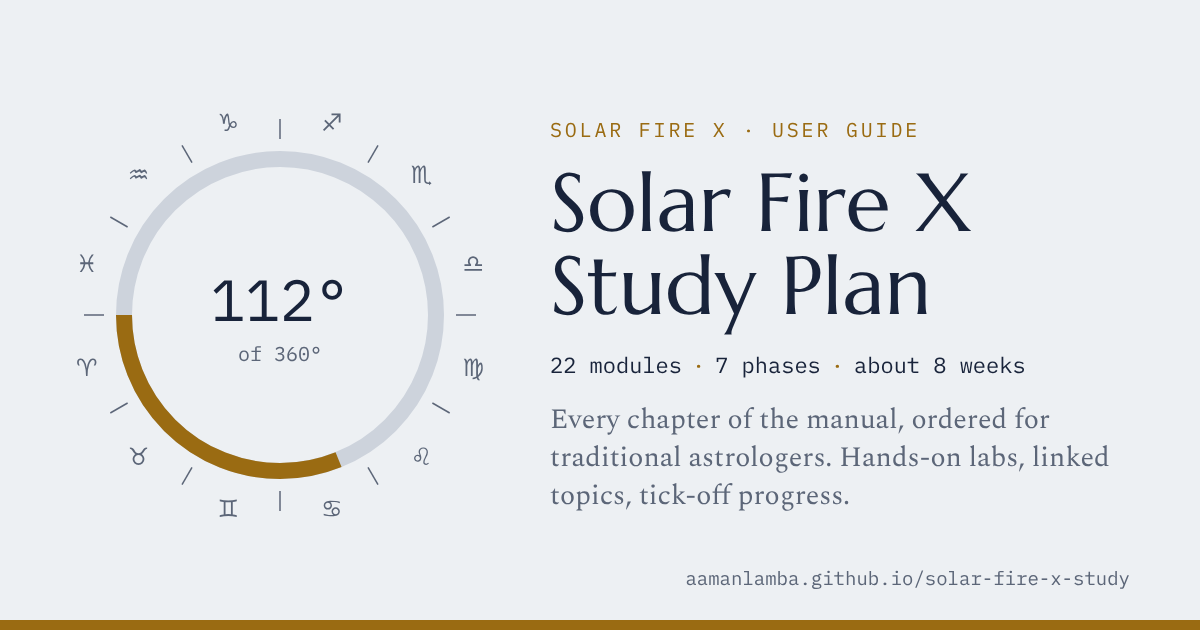 ♑︎ ♐︎
♒︎ ♏︎
♓︎ ♎︎
112°
of 360°
♈︎ ♍︎
♉︎ ♌︎
♊︎ ♋︎
SOLAR FIRE X · USER GUIDE
Solar Fire X
Study Plan
22 modules · 7 phases · about 8 weeks
Every chapter of the manual, ordered for
traditional astrologers. Hands-on labs, linked
topics, tick-off progress.
aamanlamba.github.io/solar-fire-x-study